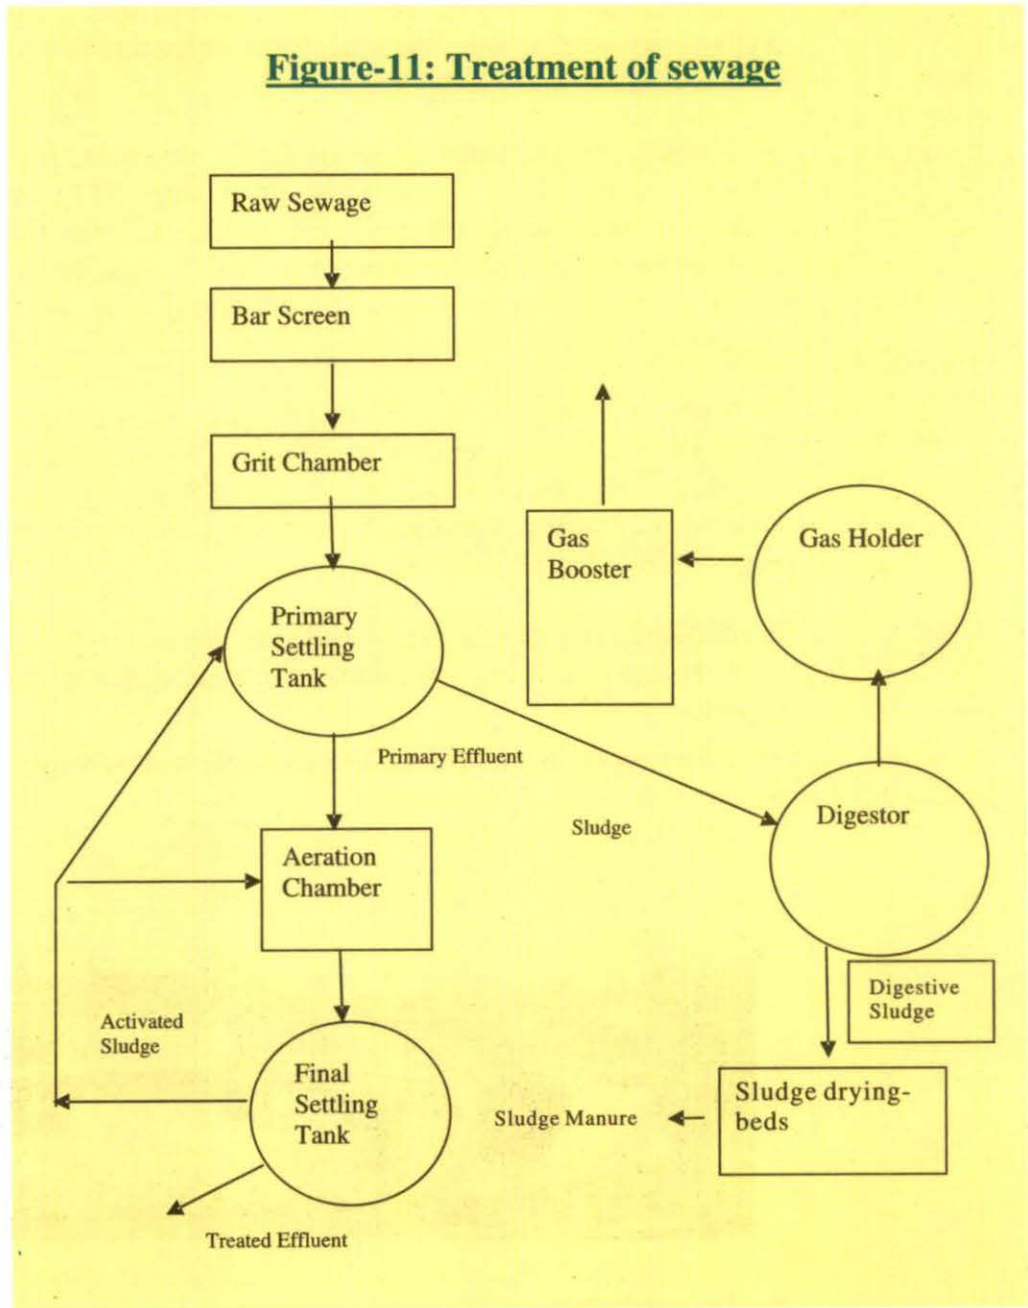 Figure-11: Treatment of sewage
Raw Sewage
Bar Screen
Grit Chamber
Gas
Booster
Gas Holder
Primary
Settling
Tank
Primary Effluent
Sludge
Digestor
Aeration
Chamber
Digestive
Sludge
Activated
Sludge
Final
Settling
Tank
Sludge drying-
beds
Sludge Manure
Treated Effluent